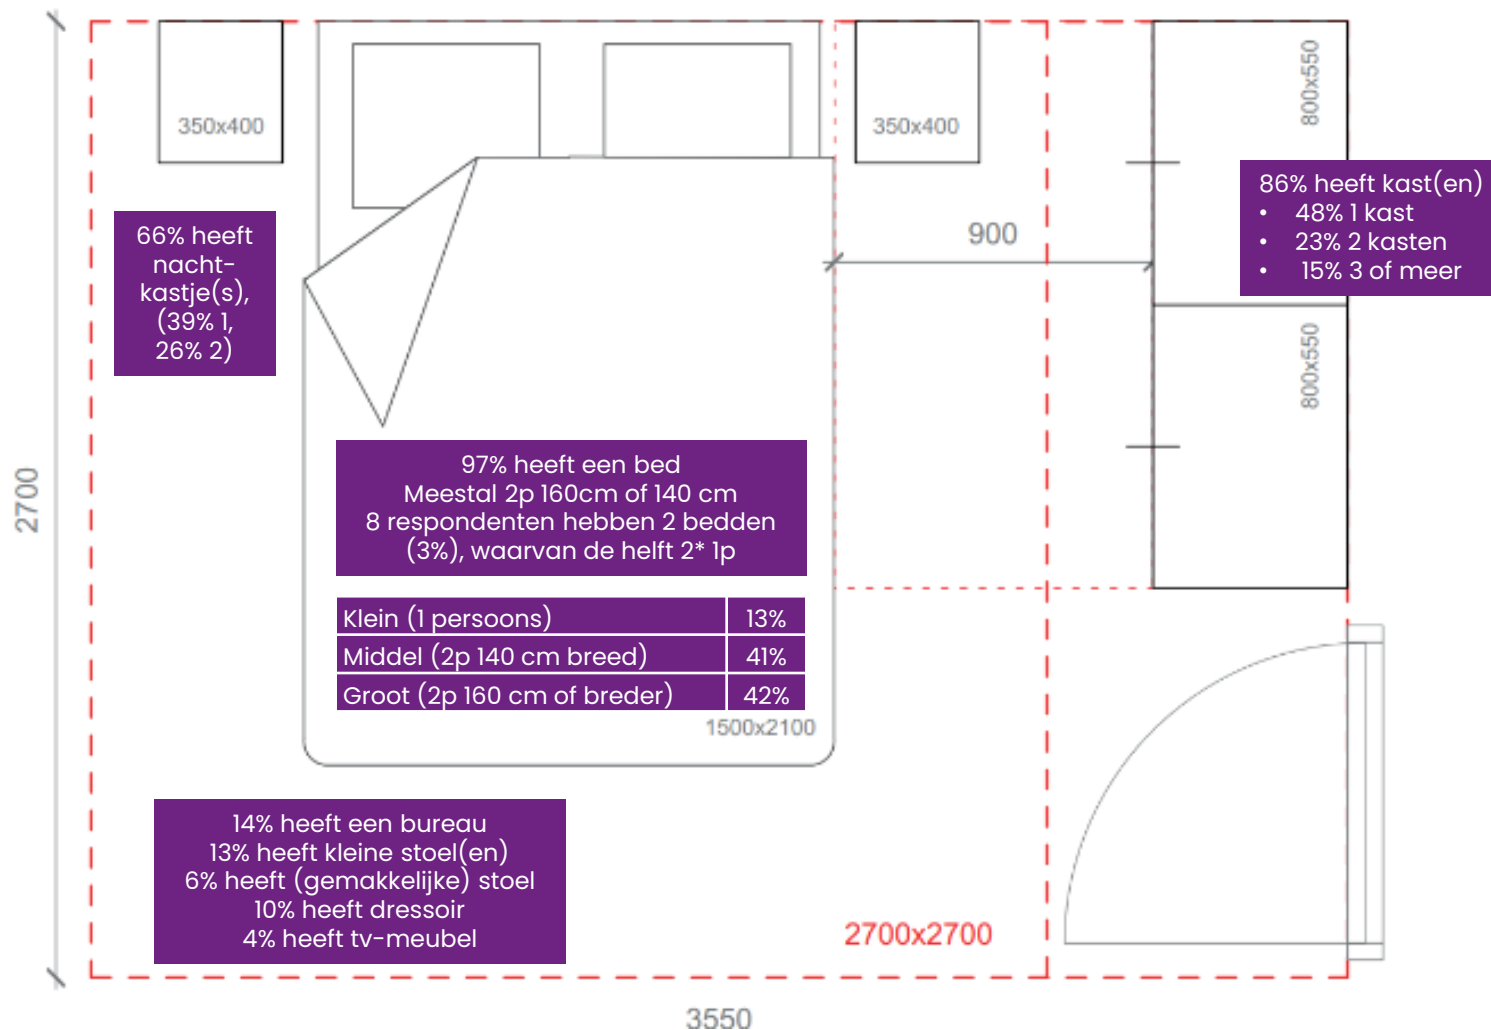 350x400
350x400
800x550
86% heeft kast(en)
• 48% 1 kast
• 23% 2 kasten
• 15% 3 of meer
66% heeft
nacht-
kastje(s),
(39% 1,
26% 2)
900
800x550
2700
97% heeft een bed
Meestal 2p 160cm of 140 cm
8 respondenten hebben 2 bedden
(3%), waarvan de helft 2* 1p
Klein (1 persoons) 13%
Middel (2p 140 cm breed) 41%
Groot (2p 160 cm of breder) 42%
1500x2100
14% heeft een bureau
13% heeft kleine stoel(en)
6% heeft (gemakkelijke) stoel
10% heeft dressoir
4% heeft tv-meubel
2700x2700
3550